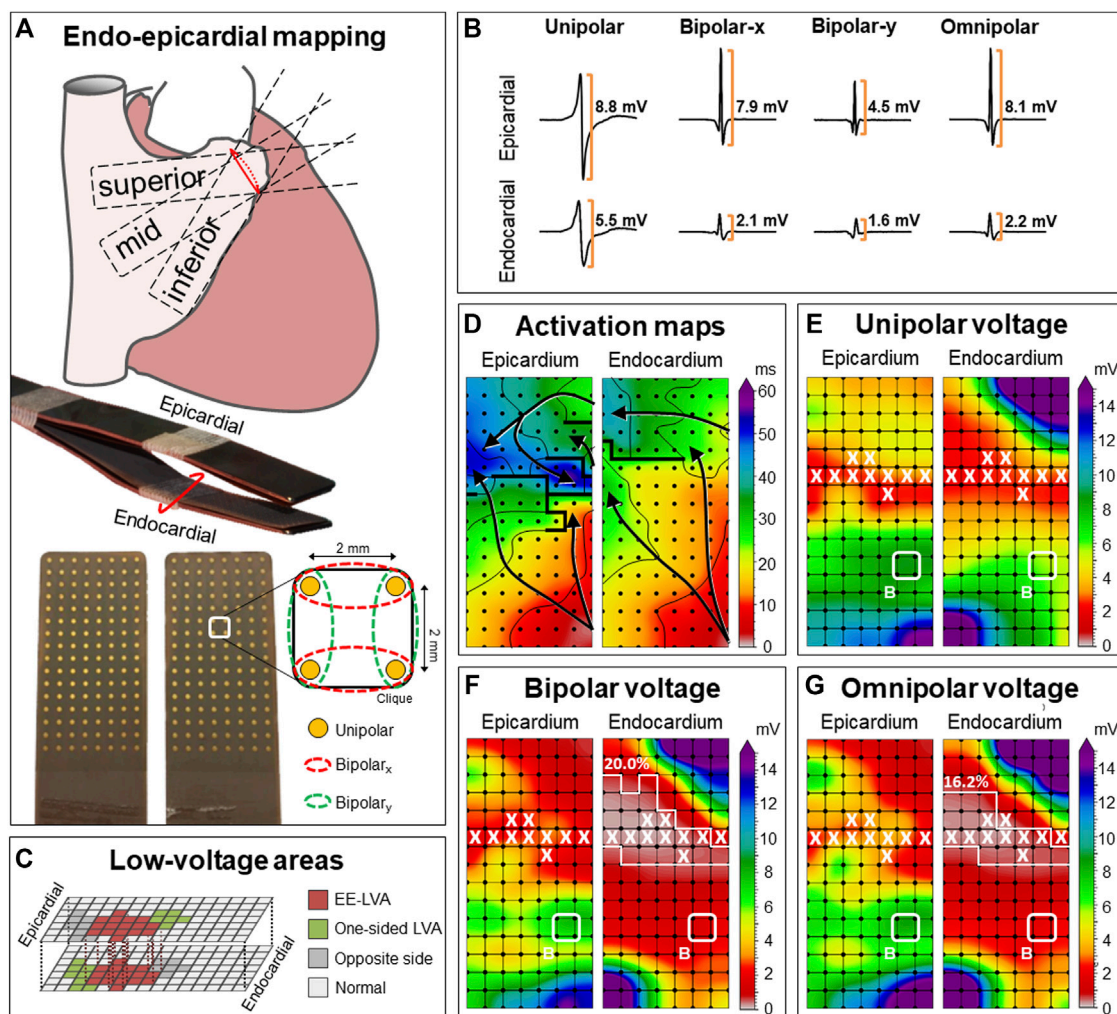 A
Endo-epicardial mapping
superior
mid
inferior
Epicardial
Endocardial
2 mm
2 mm
Clique
Unipolar
Bipolarx
Bipolary
B
Unipolar Bipolar-x Bipolar-y Omnipolar
Epicardial
8.8 mV 7.9 mV 4.5 mV 8.1 mV
Endocardial
5.5 mV 2.1 mV 1.6 mV 2.2 mV
C
Low-voltage areas
Epicardial
Endocardial
EE-LVA
One-sided LVA
Opposite side
Normal
D
Activation maps
Epicardium Endocardium
ms
60
50
40
30
20
10
0
E
Unipolar voltage
Epicardium Endocardium
mV
14
12
10
8
6
4
2
0
X X
X X X X X X X
X
X X
X X X X X X X
X
B
B
F
Bipolar voltage
Epicardium Endocardium
mV
14
12
10
8
6
4
2
0
20.0%
X X
X X X X X X X
X
X X
X X X X X X X
X
B
B
G
Omnipolar voltage
Epicardium Endocardium
mV
14
12
10
8
6
4
2
0
16.2%
X X
X X X X X X X
X
X X
X X X X X X X
X
B
B